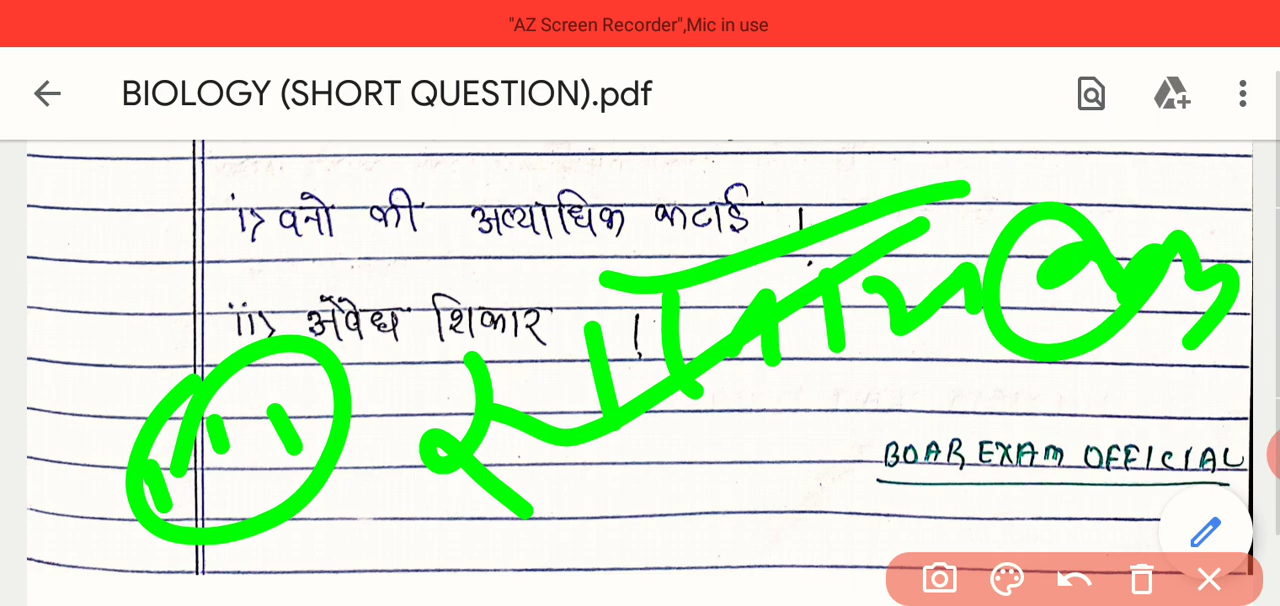 "AZ Screen Recorder",Mic in use
BIOLOGY (SHORT QUESTION).pdf
i> वनो की अत्याधिक कटाई ।
ii> अवैध शिकार ।
BOAR EXAM OFFICIAL